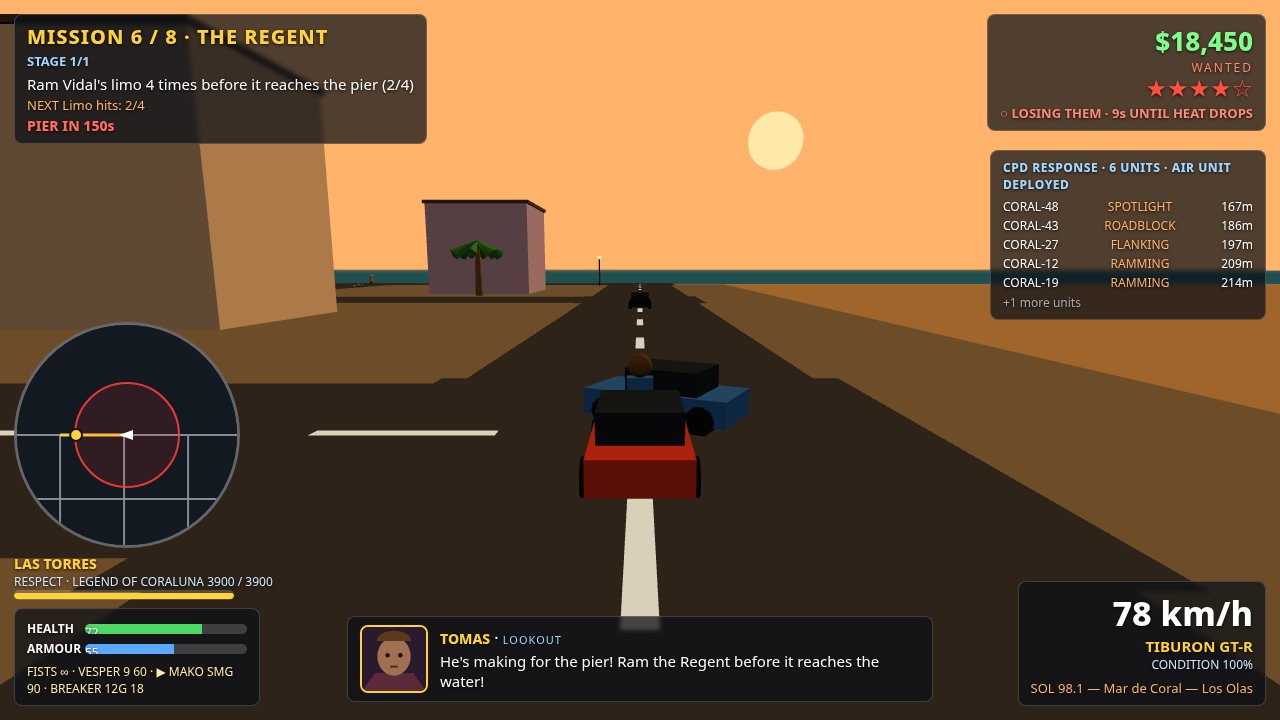 MISSION 6 / 8 · THE REGENT
STAGE 1/1
Ram Vidal's limo 4 times before it reaches the pier (2/4)
NEXT Limo hits: 2/4
PIER IN 150s
$18,450
WANTED
★★★★☆
○ LOSING THEM · 9s UNTIL HEAT DROPS
CPD RESPONSE · 6 UNITS · AIR UNIT
DEPLOYED
CORAL-48 SPOTLIGHT 167m
CORAL-43 ROADBLOCK 186m
CORAL-27 FLANKING 197m
CORAL-12 RAMMING 209m
CORAL-19 RAMMING 214m
+1 more units
LAS TORRES
RESPECT · LEGEND OF CORALUNA 3900 / 3900
HEALTH 72
ARMOUR 55
FISTS ∞ · VESPER 9 60 · ▶ MAKO SMG
90 · BREAKER 12G 18
TOMAS · LOOKOUT
He's making for the pier! Ram the Regent before it reaches the
water!
78 km/h
TIBURON GT-R
CONDITION 100%
SOL 98.1 — Mar de Coral — Los Olas